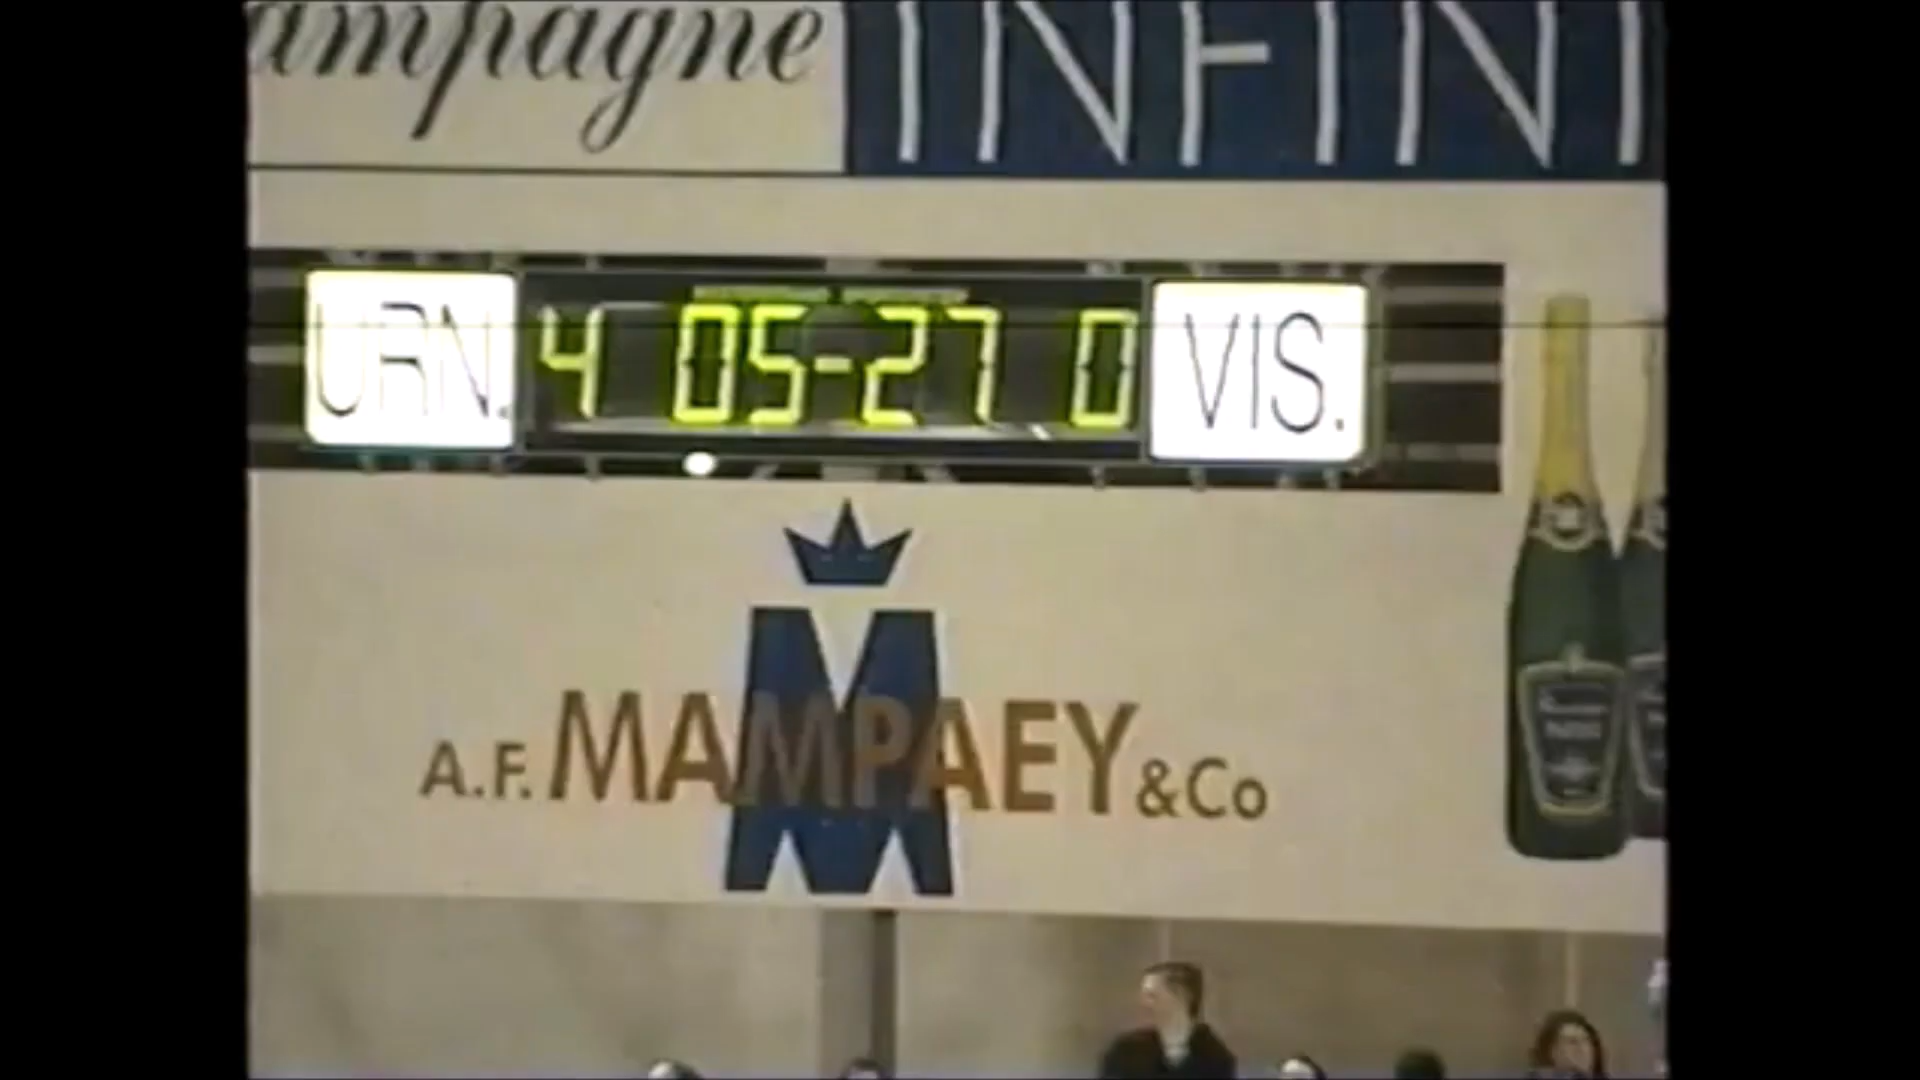 ampagne INFINI
URN. 4 05-27 0 VIS.
M
A.F. MAMPAEY & Co